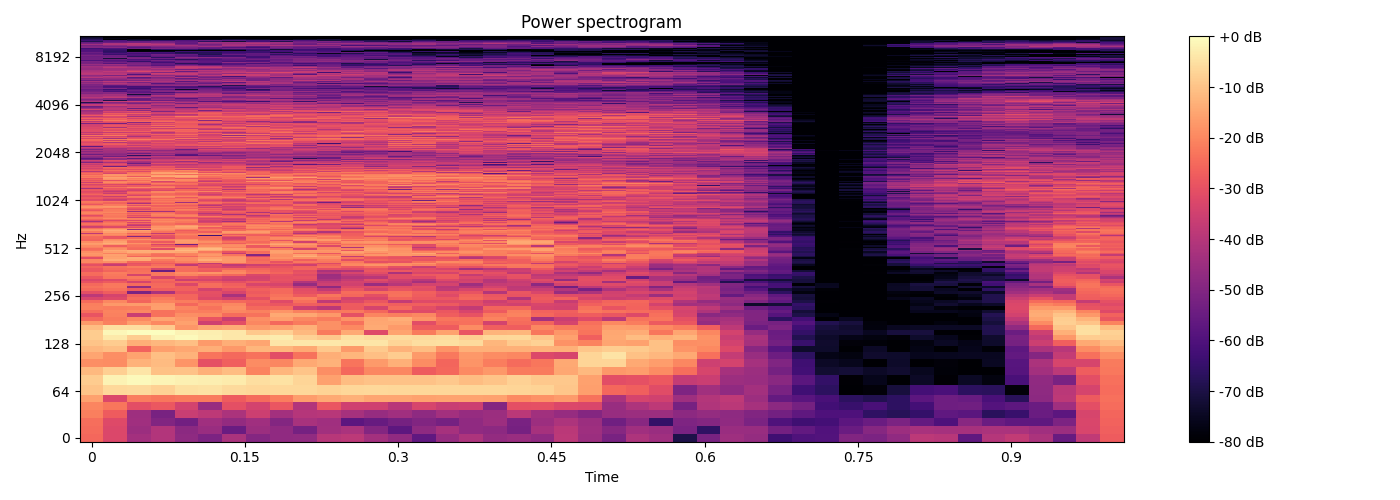 Power spectrogram
Hz
8192
4096
2048
1024
512
256
128
64
0
0 0.15 0.3 0.45 0.6 0.75 0.9
Time
+0 dB
-10 dB
-20 dB
-30 dB
-40 dB
-50 dB
-60 dB
-70 dB
-80 dB